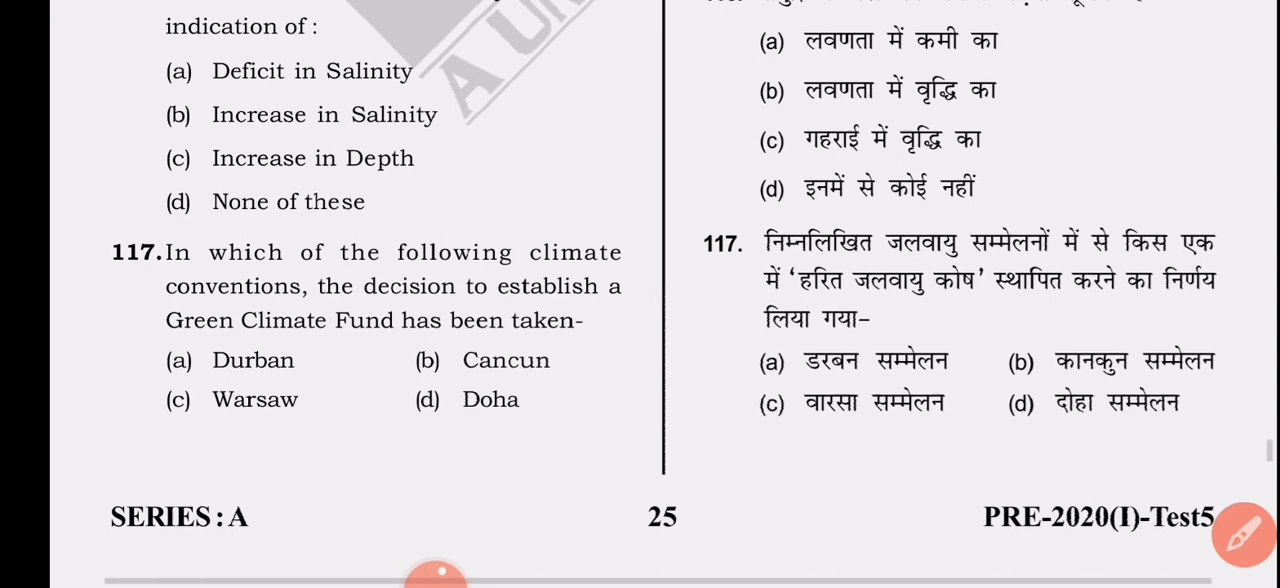 indication of :
(a) Deficit in Salinity
(b) Increase in Salinity
(c) Increase in Depth
(d) None of these
117. In which of the following climate
conventions, the decision to establish a
Green Climate Fund has been taken-
(a) Durban (b) Cancun
(c) Warsaw (d) Doha
(a) लवणता में कमी का
(b) लवणता में वृद्धि का
(c) गहराई में वृद्धि का
(d) इनमें से कोई नहीं
117. निम्नलिखित जलवायु सम्मेलनों में से किस एक
में ‘हरित जलवायु कोष’ स्थापित करने का निर्णय
लिया गया–
(a) डरबन सम्मेलन (b) कानकुन सम्मेलन
(c) वारसा सम्मेलन (d) दोहा सम्मेलन
SERIES : A 25 PRE-2020(I)-Test5